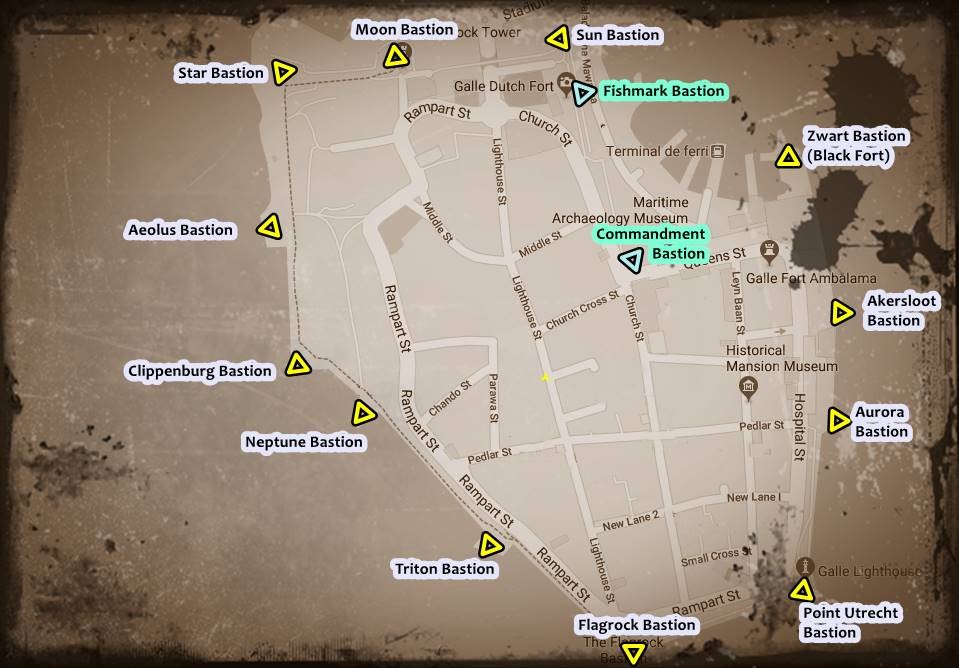 Stadium
Moon Bastion
ock Tower
Sun Bastion
Star Bastion
Galle Dutch Fort
Fishmark Bastion
Rampart St
Church St
Zwart Bastion
(Black Fort)
Terminal de ferri
Lighthouse St
Maritime
Archaeology Museum
Middle St
Middle St
Aeolus Bastion
Commandment
Bastion
Queens St
Galle Fort Ambalama
Leyn Baan St
Lighthouse St
Church Cross St
Church St
Rampart St
Akersloot
Bastion
Historical
Mansion Museum
Clippenburg Bastion
Chando St
Parawa St
Rampart St
Hospital St
Neptune Bastion
Aurora
Bastion
Pedlar St
Pedlar St
Rampart St
New Lane 2
New Lane 1
Triton Bastion
Rampart St
Lighthouse St
Small Cross St
Galle Lighthouse
Rampart St
Point Utrecht
Bastion
Flagrock Bastion
The Flagrock